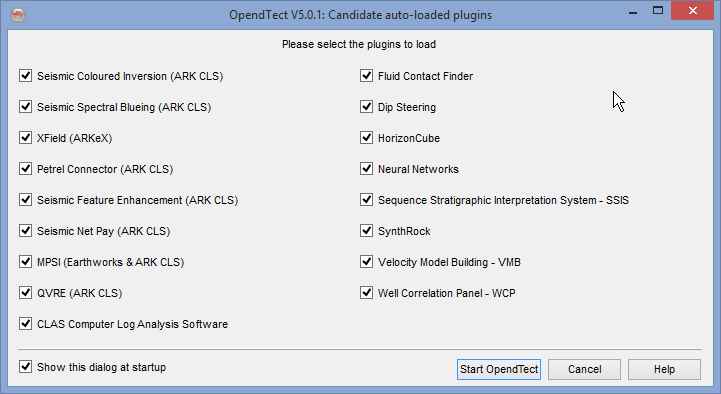 OpendTect V5.0.1: Candidate auto-loaded plugins
Please select the plugins to load
Seismic Coloured Inversion (ARK CLS)
Seismic Spectral Blueing (ARK CLS)
XField (ARKeX)
Petrel Connector (ARK CLS)
Seismic Feature Enhancement (ARK CLS)
Seismic Net Pay (ARK CLS)
MPSI (Earthworks & ARK CLS)
QVRE (ARK CLS)
CLAS Computer Log Analysis Software
Fluid Contact Finder
Dip Steering
HorizonCube
Neural Networks
Sequence Stratigraphic Interpretation System - SSIS
SynthRock
Velocity Model Building - VMB
Well Correlation Panel - WCP
Show this dialog at startup
Start OpendTect
Cancel
Help